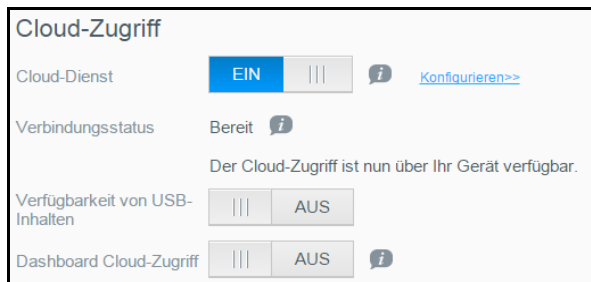 Cloud-Zugriff
Cloud-Dienst EIN Konfigurieren>>
Verbindungsstatus Bereit
Der Cloud-Zugriff ist nun über Ihr Gerät verfügbar.
Verfügbarkeit von USB-
Inhalten AUS
Dashboard Cloud-Zugriff AUS